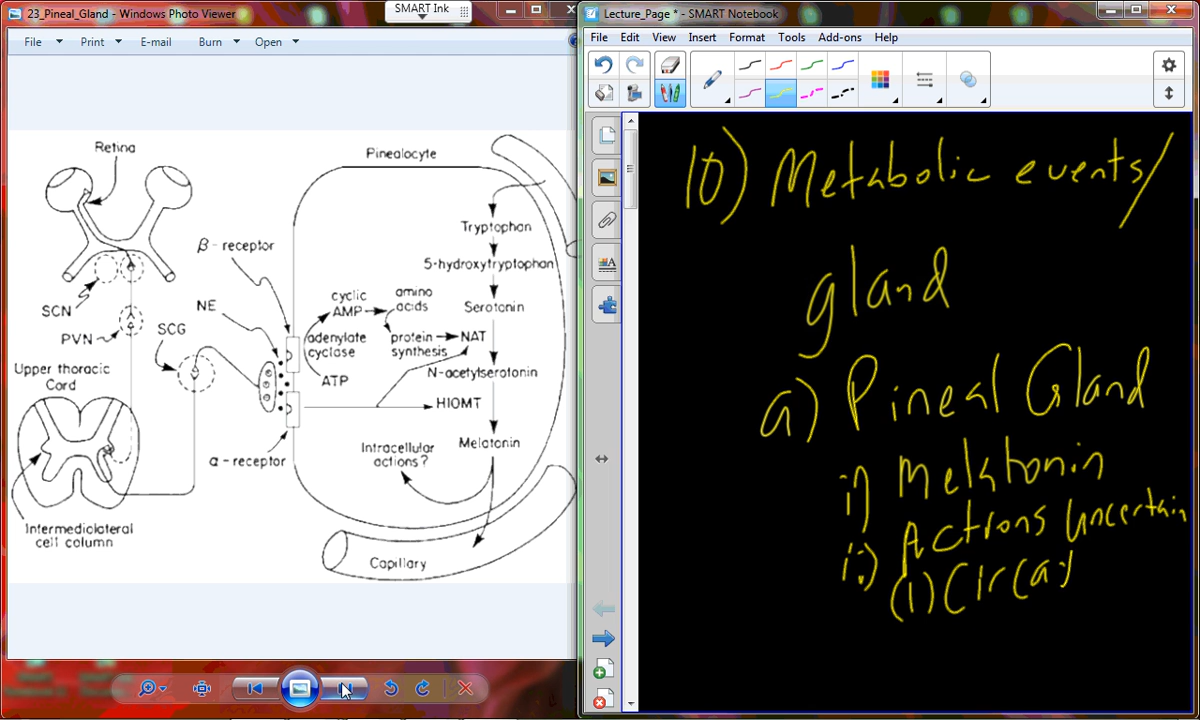 23_Pineal_Gland - Windows Photo Viewer
SMART Ink
File Print E-mail Burn Open
Retina
Pinealocyte
β-receptor
Tryptophan
5-hydroxytryptophan
SCN
NE
cyclic AMP
amino acids
Serotonin
PVN
SCG
adenylate cyclase
protein synthesis
NAT
Upper thoracic Cord
ATP
N-acetylserotonin
HIOMT
α-receptor
Intracellular actions?
Melatonin
Intermediolateral cell column
Capillary
Lecture_Page * - SMART Notebook
File Edit View Insert Format Tools Add-ons Help
10) Metabolic events/
gland
a) Pineal Gland
i) Melatonin
ii) Actions Uncertain
(1) Circa